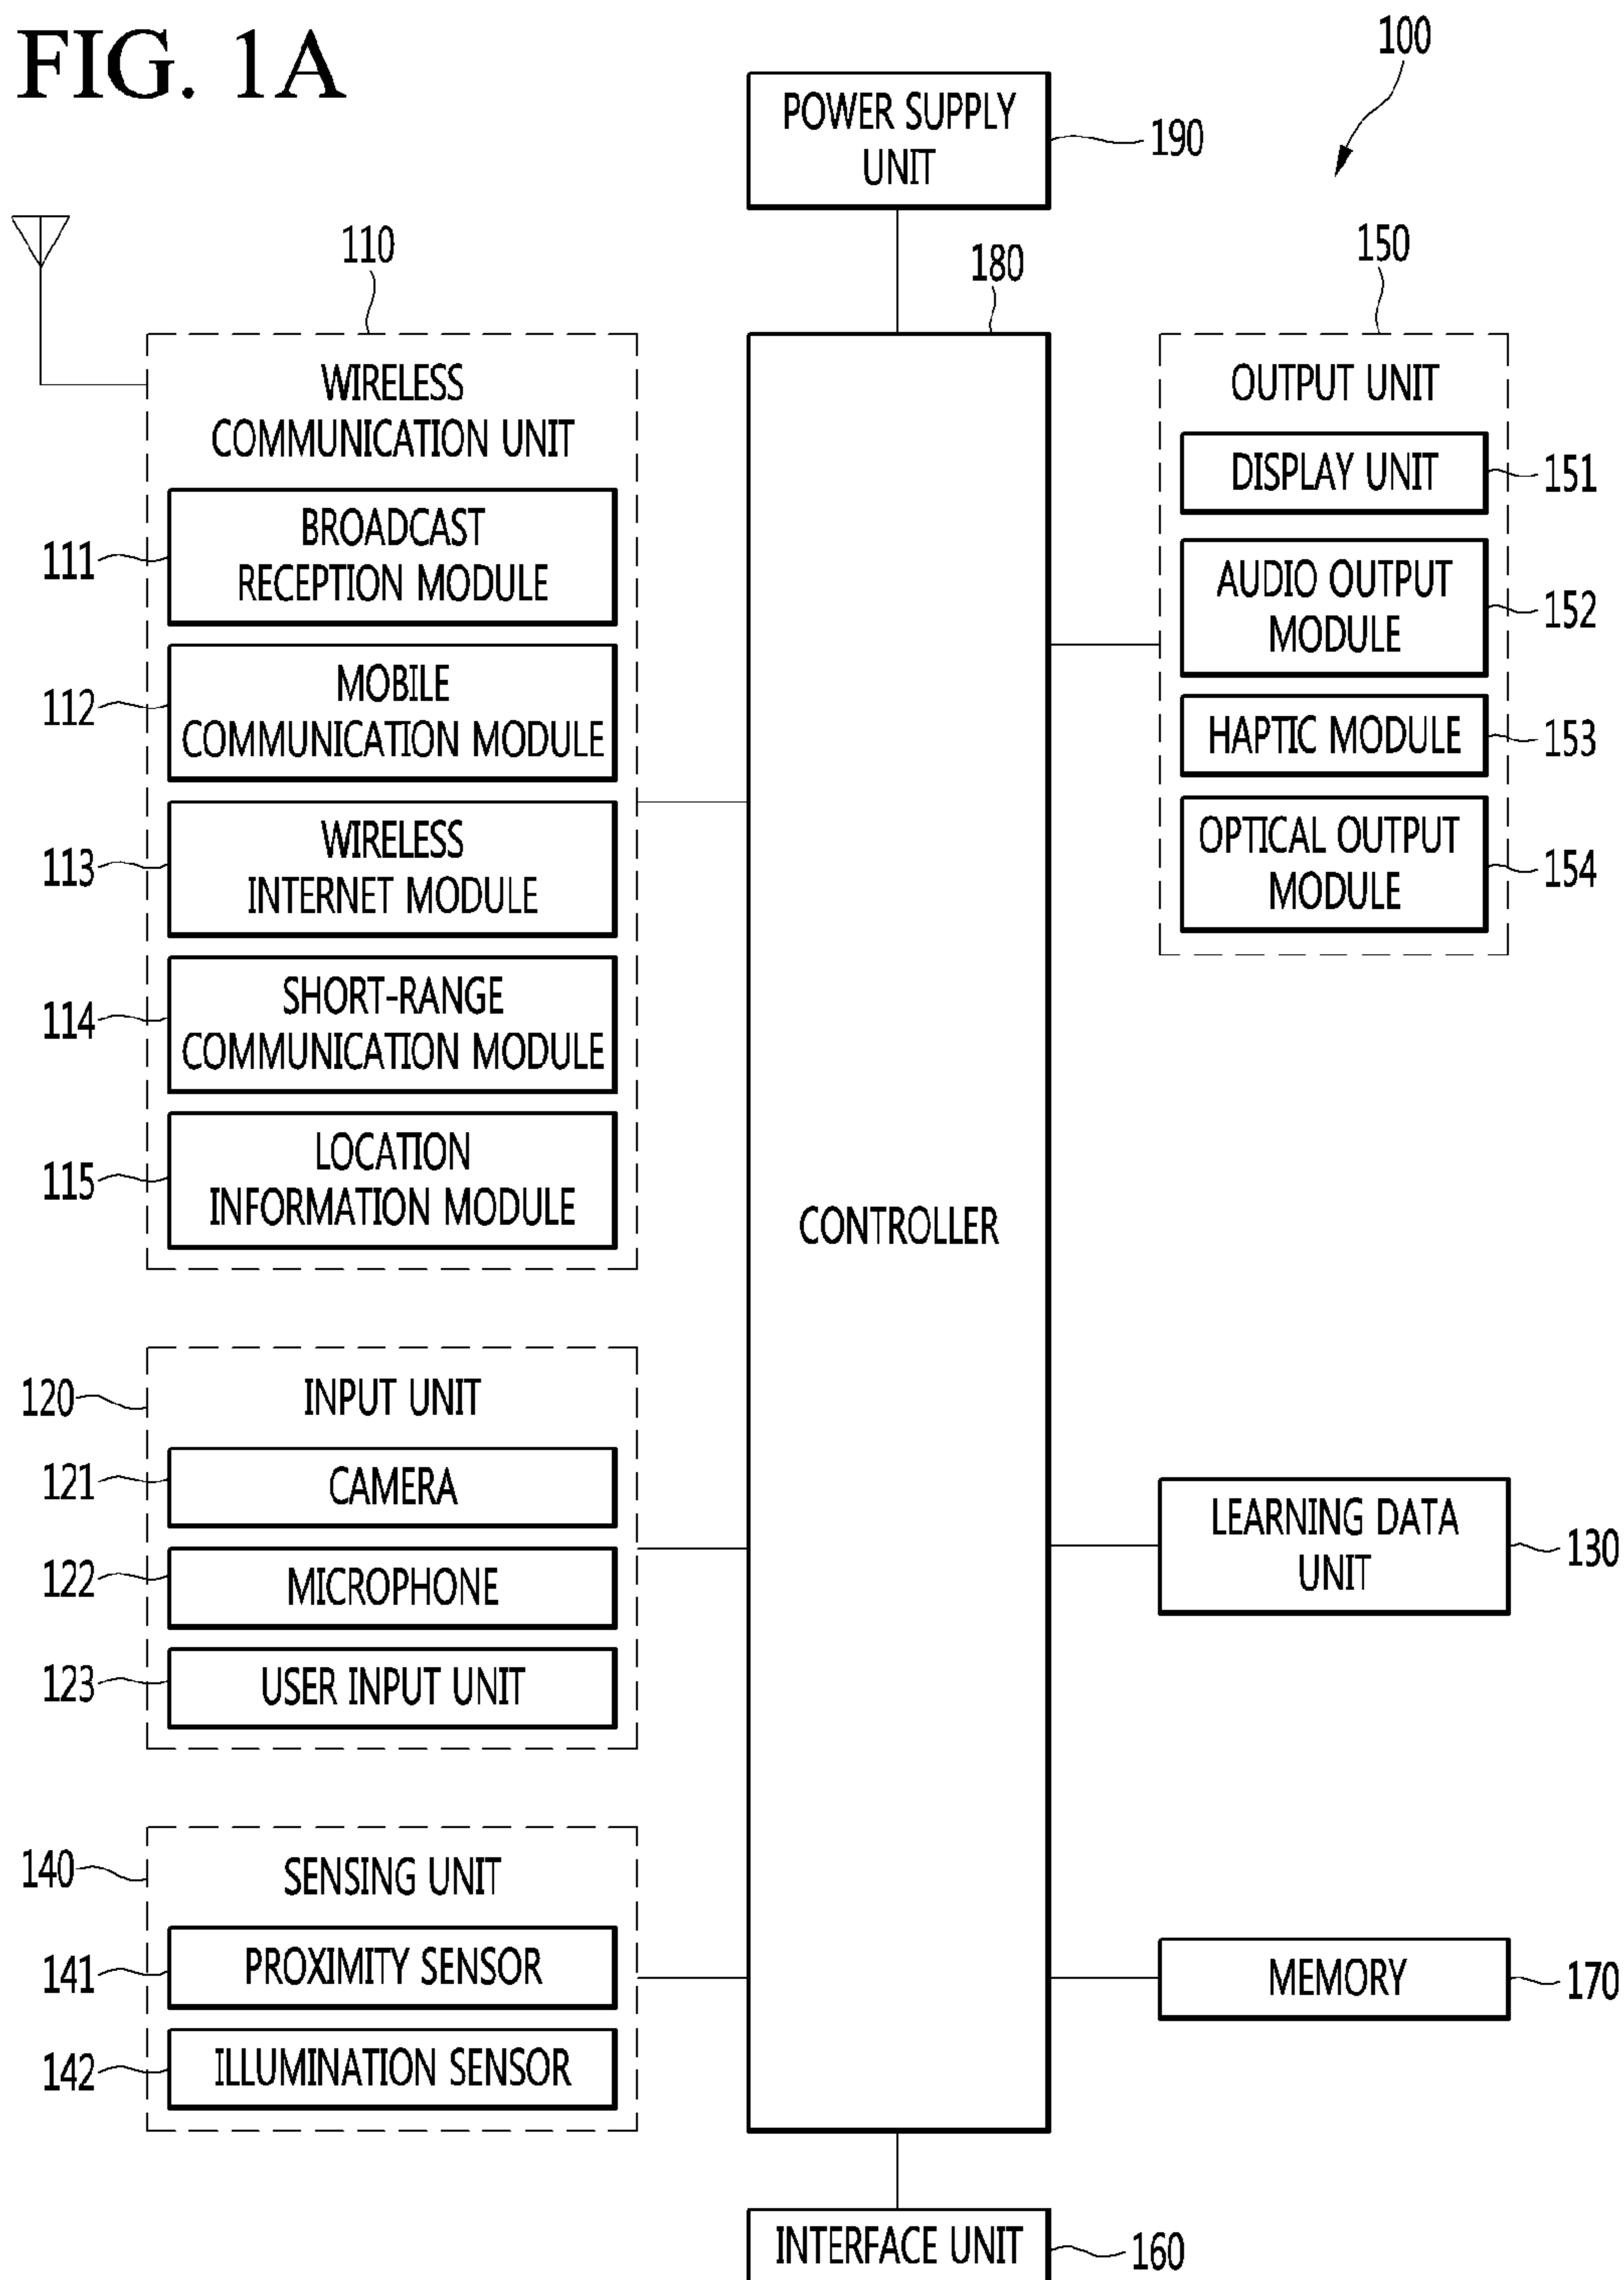 FIG. 1A
100
POWER SUPPLY
UNIT
190
110
180
150
WIRELESS
COMMUNICATION UNIT
111
BROADCAST
RECEPTION MODULE
112
MOBILE
COMMUNICATION MODULE
113
WIRELESS
INTERNET MODULE
114
SHORT-RANGE
COMMUNICATION MODULE
115
LOCATION
INFORMATION MODULE
120
INPUT UNIT
121
CAMERA
122
MICROPHONE
123
USER INPUT UNIT
140
SENSING UNIT
141
PROXIMITY SENSOR
142
ILLUMINATION SENSOR
CONTROLLER
OUTPUT UNIT
DISPLAY UNIT
151
AUDIO OUTPUT
MODULE
152
HAPTIC MODULE
153
OPTICAL OUTPUT
MODULE
154
LEARNING DATA
UNIT
130
MEMORY
170
INTERFACE UNIT
160